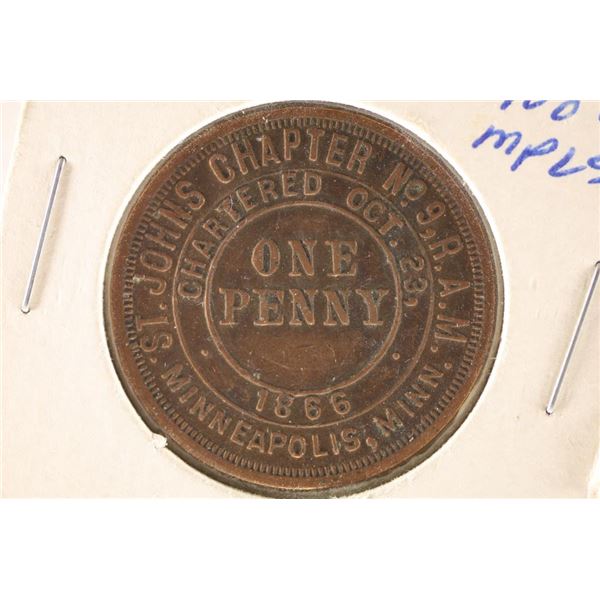 ST. JOHNS CHAPTER No. 9, R.A.M.
MINNEAPOLIS, MINN.
CHARTERED OCT. 23,
1866
ONE
PENNY
MPLS